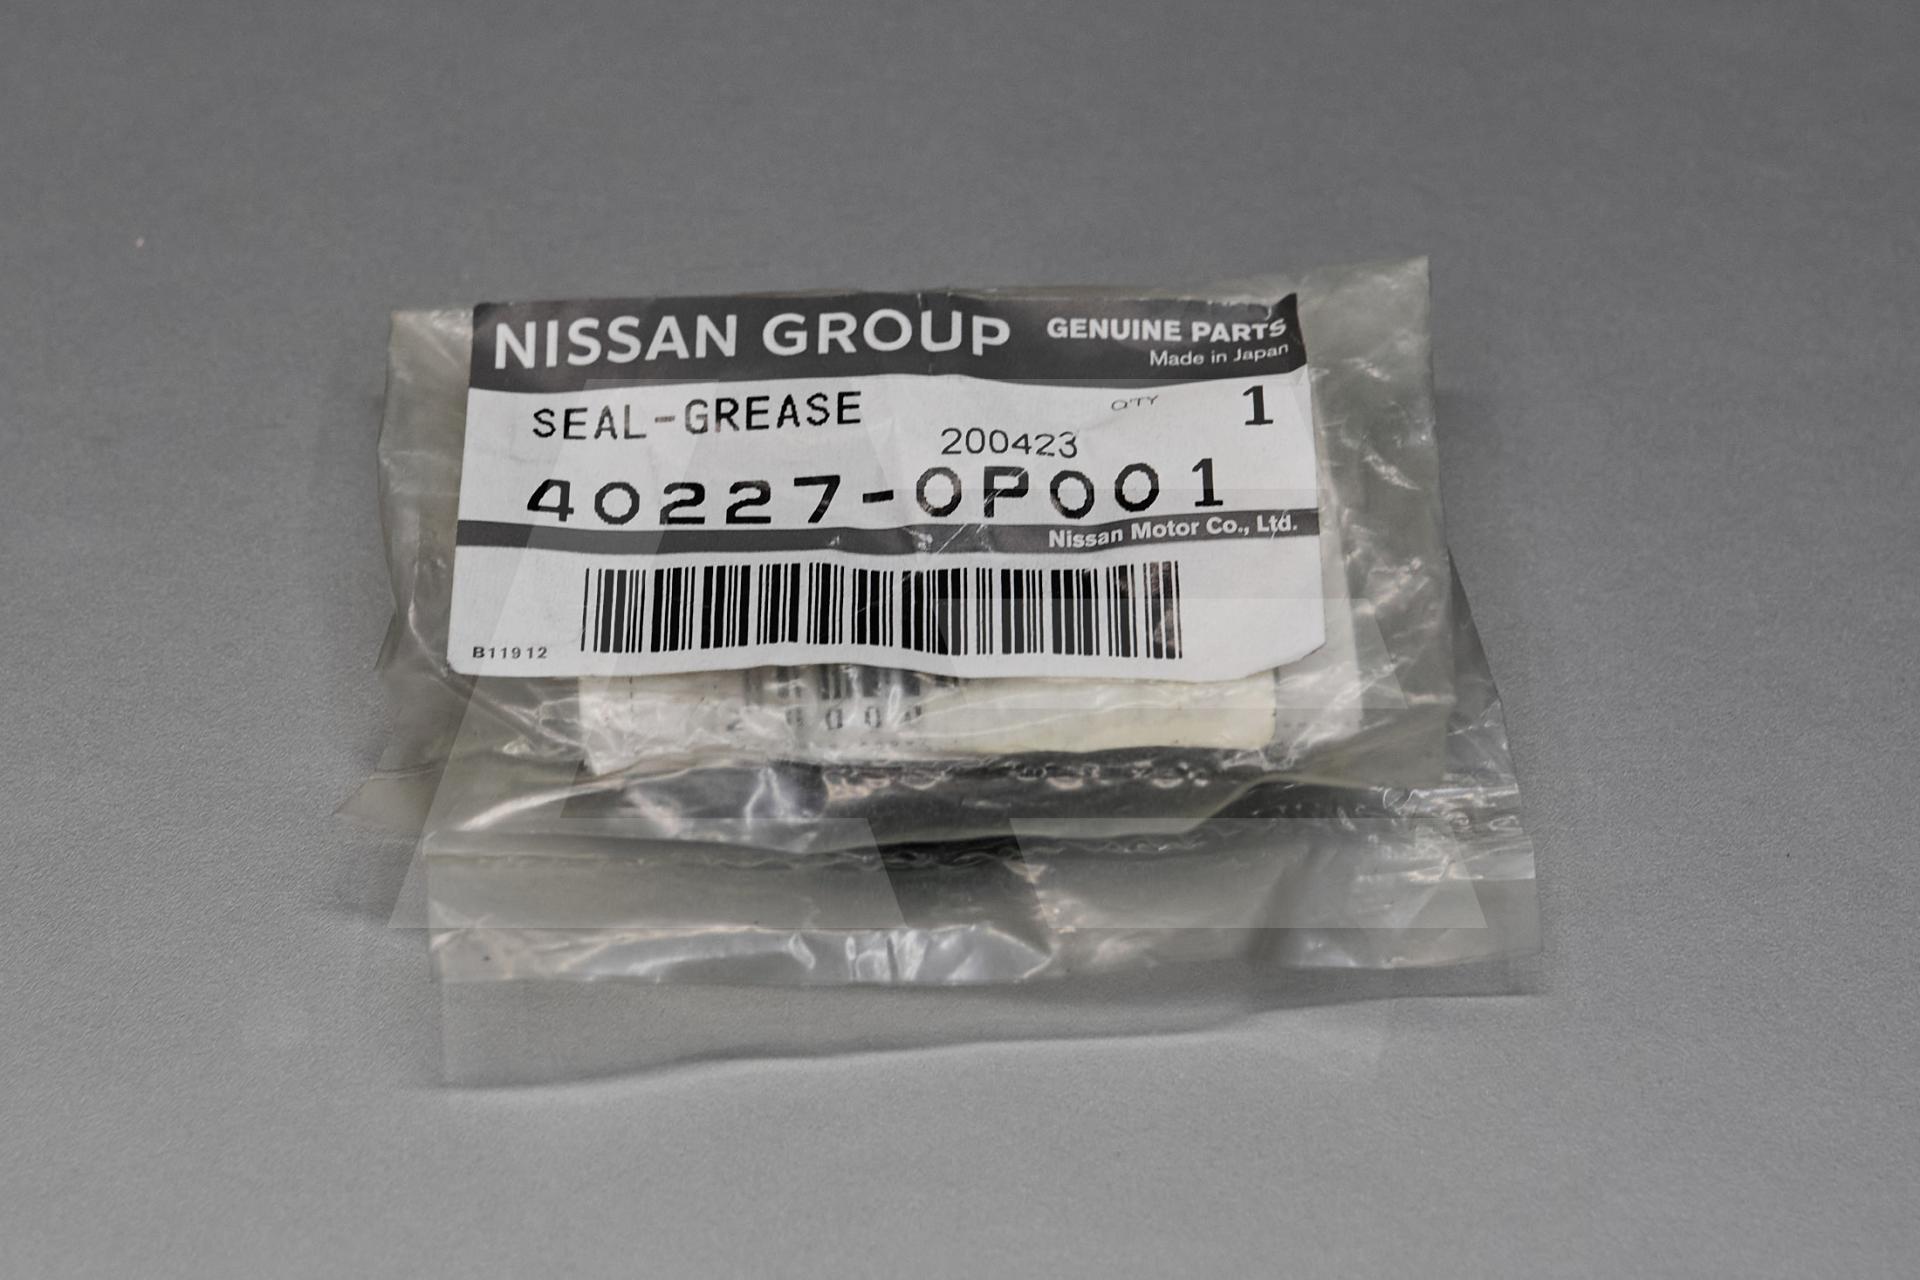 NISSAN GROUP GENUINE PARTS
Made in Japan
SEAL-GREASE Q'TY 1
200423
40227-0P001
Nissan Motor Co., Ltd.
B11912